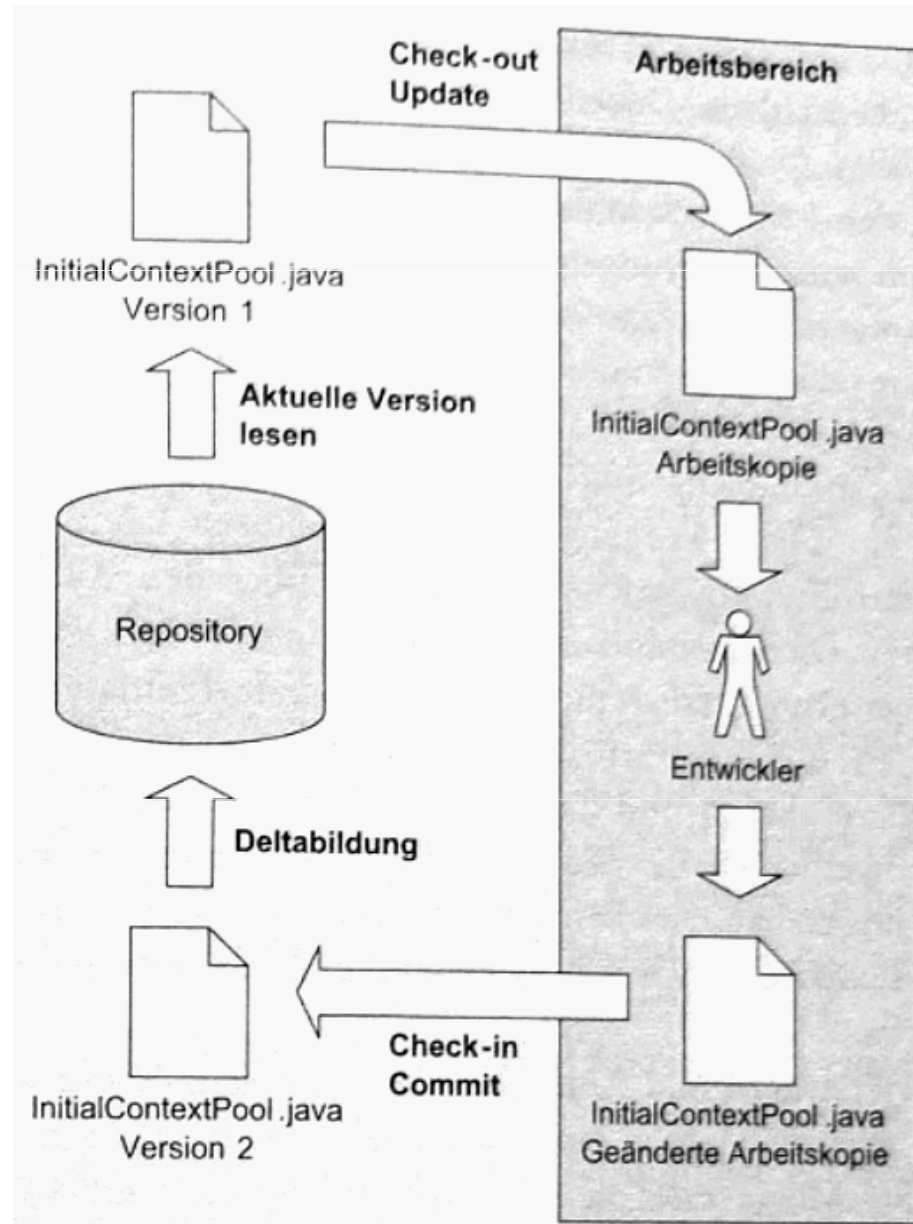 Check-out
Update
Arbeitsbereich
InitialContextPool.java
Version 1
Aktuelle Version
lesen
InitialContextPool.java
Arbeitskopie
Repository
Entwickler
Deltabildung
Check-in
Commit
InitialContextPool.java
Version 2
InitialContextPool.java
Geänderte Arbeitskopie